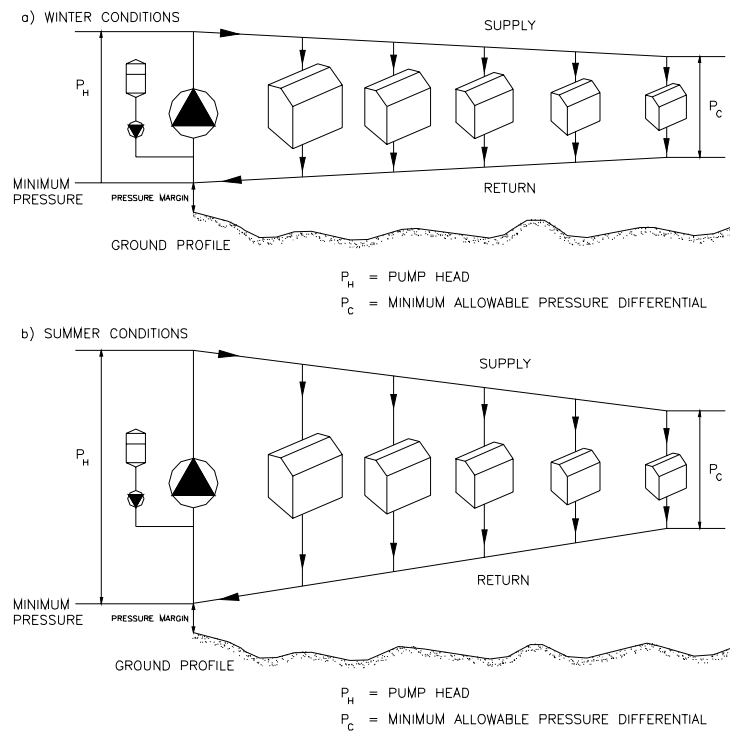 a) WINTER CONDITIONS
SUPPLY
P_H
P_C
MINIMUM
PRESSURE
PRESSURE MARGIN
RETURN
GROUND PROFILE
P_H = PUMP HEAD
P_C = MINIMUM ALLOWABLE PRESSURE DIFFERENTIAL
b) SUMMER CONDITIONS
SUPPLY
P_H
P_C
RETURN
MINIMUM
PRESSURE
PRESSURE MARGIN
GROUND PROFILE
P_H = PUMP HEAD
P_C = MINIMUM ALLOWABLE PRESSURE DIFFERENTIAL